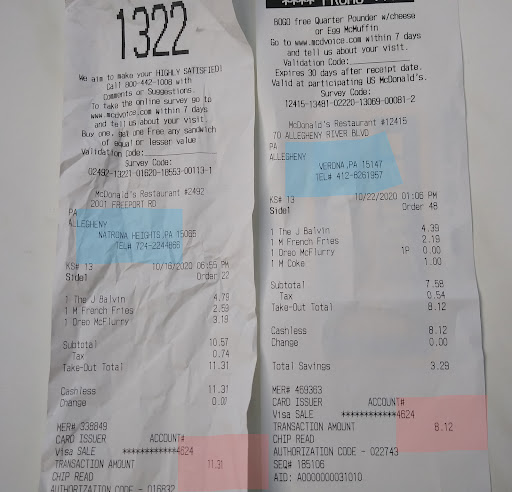 1322
We aim to make your HIGHLY SATISFIED!
Call 800-442-1008 with
Comments or Suggestions.
To take the online survey go to
www.mcdvoice.com within 7 days
and tell us about your visit.
Buy one, get one Free any sandwich
of equal or lesser value
Validation Code:
Survey Code:
02492-1321-01620-18553-00113-1
McDonald's Restaurant #2492
2001 FREEPORT RD
PA
ALLEGHENY
NATRONA HEIGHTS,PA 15065
TEL# 724-2244866
KS# 13 10/16/2020 06:55 PM
Side1 Order 22
1 The J Balvin 4.79
1 M French Fries 2.59
1 Oreo McFlurry 3.19
Subtotal 10.57
Tax 0.74
Take-Out Total 11.31
Cashless 11.31
Change 0.00
MER# 338849
CARD ISSUER ACCOUNT#
Visa SALE ************4624
TRANSACTION AMOUNT 11.31
CHIP READ
AUTHORIZATION CODE - 016832
BOGO free Quarter Pounder w/cheese
or Egg McMuffin
Go to www.mcdvoice.com within 7 days
and tell us about your visit.
Validation Code:
Expires 30 days after receipt date.
Valid at participating US McDonald's.
Survey Code:
12415-13481-02220-13069-00081-2
McDonald's Restaurant #12415
70 ALLEGHENY RIVER BLVD
PA
ALLEGHENY
VERONA,PA 15147
TEL# 412-8261957
KS# 13 10/22/2020 01:06 PM
Side1 Order 48
1 The J Balvin 4.39
1 M French Fries 2.19
1 Oreo McFlurry 1P 0.00
1 M Coke 1.00
Subtotal 7.58
Tax 0.54
Take-Out Total 8.12
Cashless 8.12
Change 0.00
Total Savings 3.29
MER# 459363
CARD ISSUER ACCOUNT#
Visa SALE ************4624
TRANSACTION AMOUNT 8.12
CHIP READ
AUTHORIZATION CODE - 022743
SEQ# 185106
AID: A0000000031010